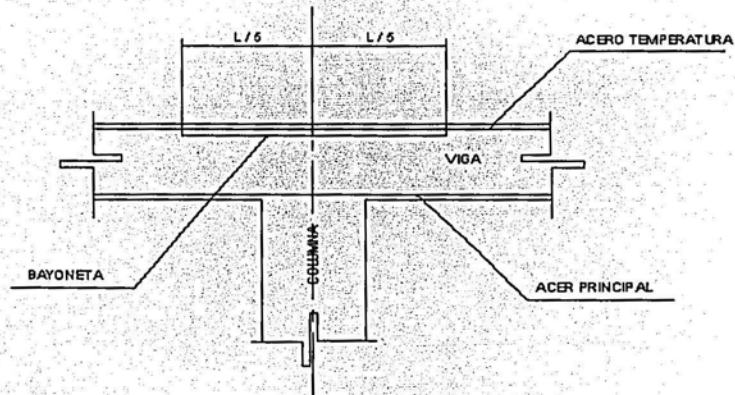 L / 5
L / 5
ACERO TEMPERATURA
VIGA
COLUMNA
BAYONETA
ACER PRINCIPAL